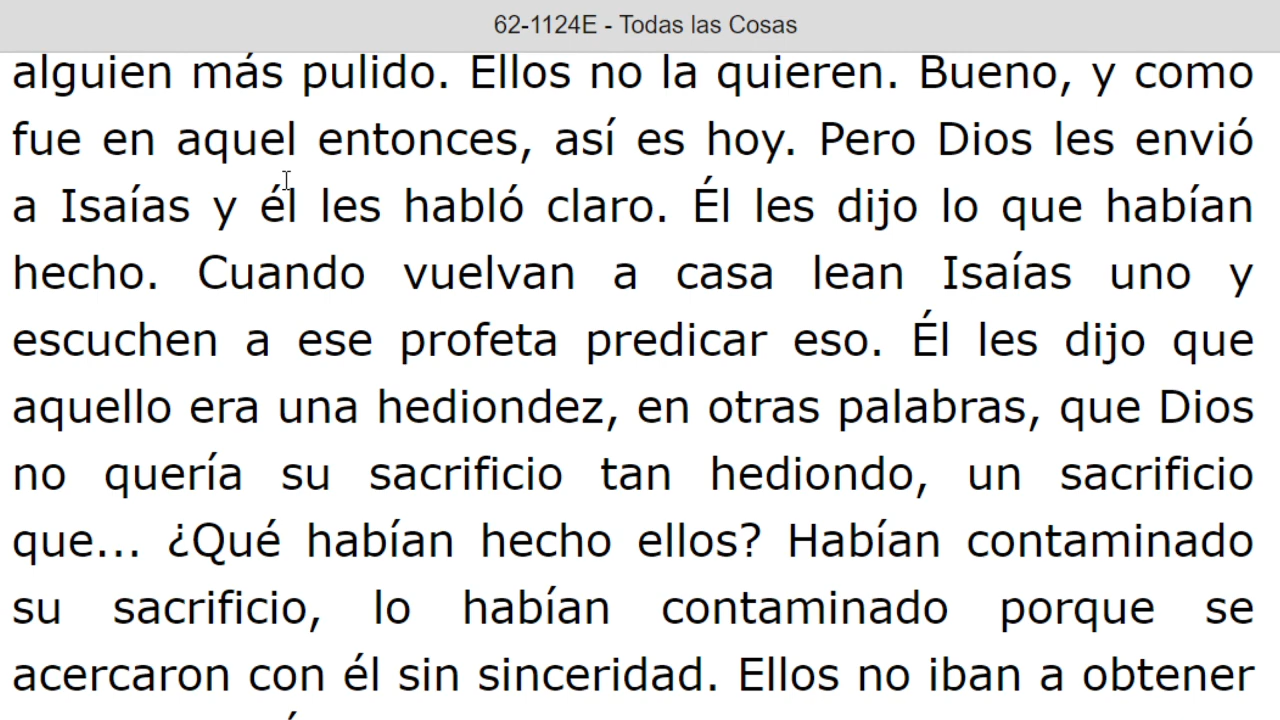 62-1124E - Todas las Cosas
alguien más pulido. Ellos no la quieren. Bueno, y como
fue en aquel entonces, así es hoy. Pero Dios les envió
a Isaías y él les habló claro. Él les dijo lo que habían
hecho. Cuando vuelvan a casa lean Isaías uno y
escuchen a ese profeta predicar eso. Él les dijo que
aquello era una hediondez, en otras palabras, que Dios
no quería su sacrificio tan hediondo, un sacrificio
que... ¿Qué habían hecho ellos? Habían contaminado
su sacrificio, lo habían contaminado porque se
acercaron con él sin sinceridad. Ellos no iban a obtener